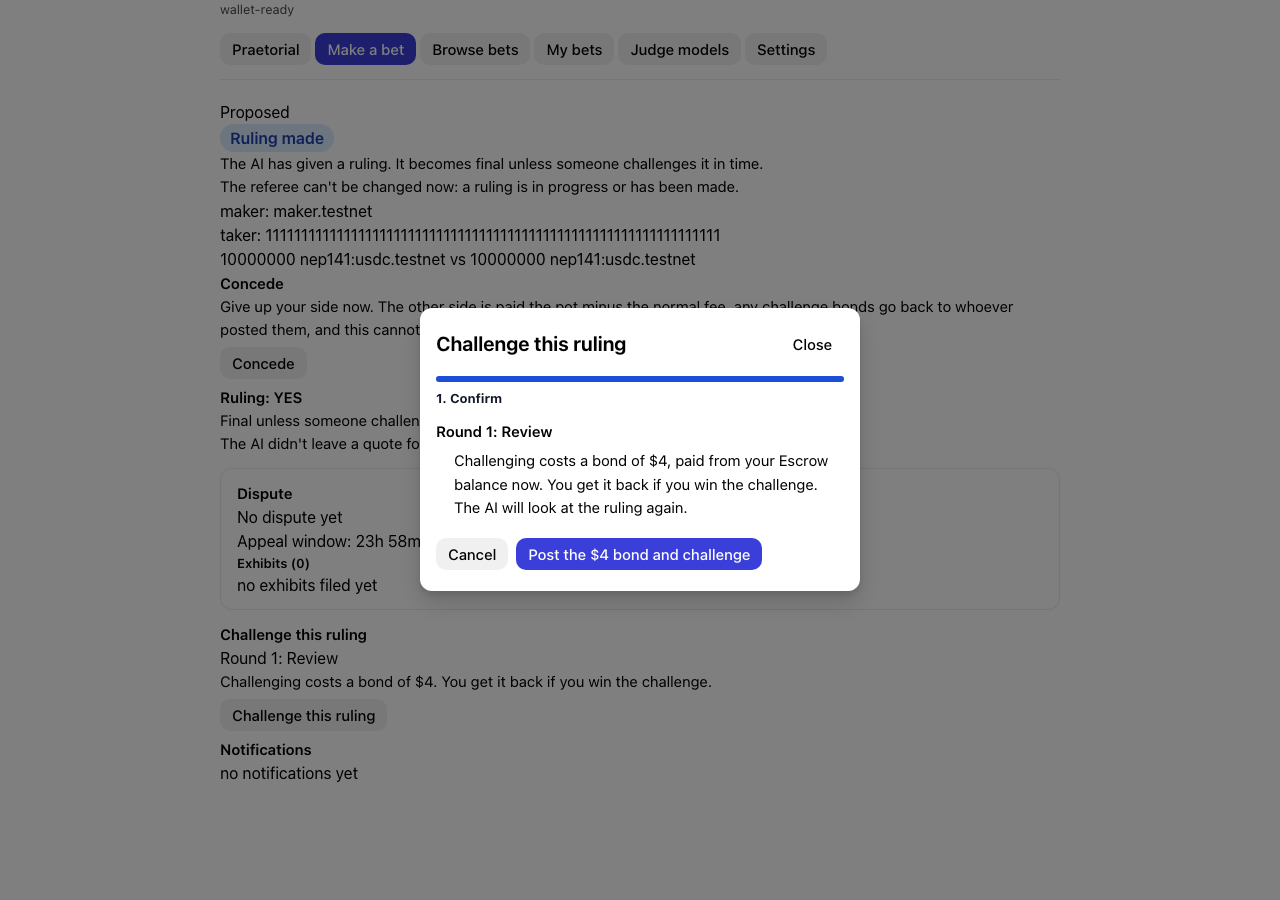 wallet-ready
Praetorial Make a bet Browse bets My bets Judge models Settings
Proposed
Ruling made
The AI has given a ruling. It becomes final unless someone challenges it in time.
The referee can't be changed now: a ruling is in progress or has been made.
maker: maker.testnet
taker: 1111111111111111111111111111111111111111111111111111111111111111
10000000 nep141:usdc.testnet vs 10000000 nep141:usdc.testnet
Concede
Give up your side now. The other side is paid the pot minus the normal fee, any challenge bonds go back to whoever
posted them, and this cannot
Concede
Ruling: YES
Final unless someone challen
The AI didn't leave a quote fo
Dispute
No dispute yet
Appeal window: 23h 58m
Exhibits (0)
no exhibits filed yet
Challenge this ruling
Close
1. Confirm
Round 1: Review
Challenging costs a bond of $4, paid from your Escrow
balance now. You get it back if you win the challenge.
The AI will look at the ruling again.
Cancel
Post the $4 bond and challenge
Challenge this ruling
Round 1: Review
Challenging costs a bond of $4. You get it back if you win the challenge.
Challenge this ruling
Notifications
no notifications yet